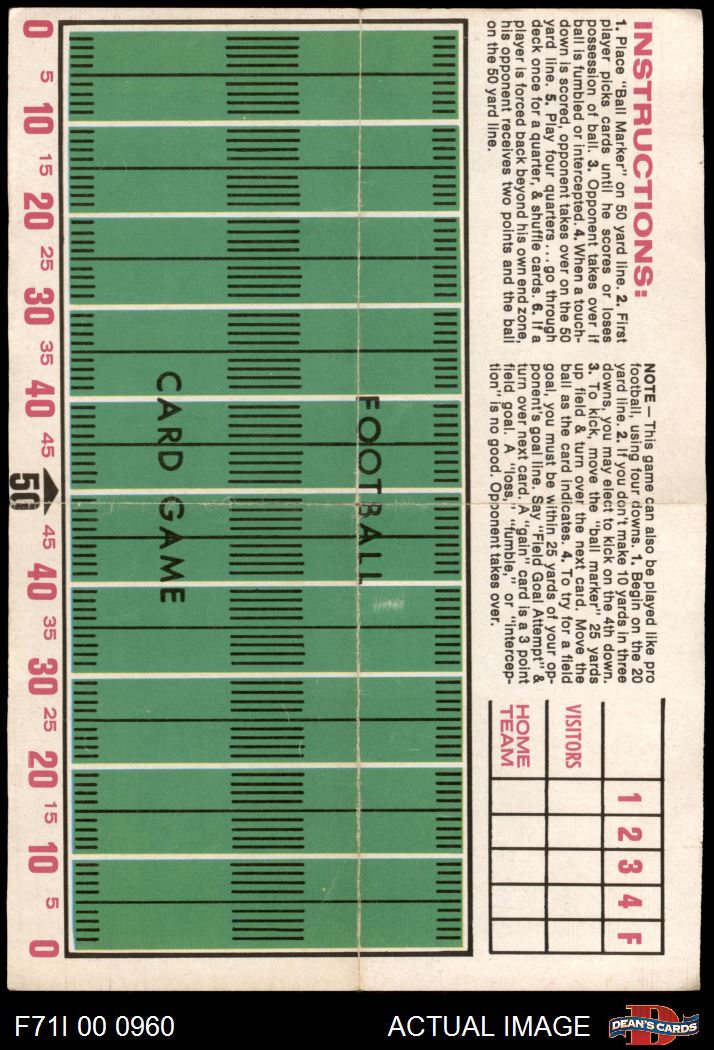 INSTRUCTIONS:
1. Place "Ball Marker" on 50 yard line. 2. First
player picks cards until he scores or loses
possession of ball. 3. Opponent takes over if
ball is fumbled or intercepted. 4. When a touch-
down is scored, opponent takes over on the 50
yard line. 5. Play four quarters...go through
deck once for a quarter, & shuffle cards. 6. If a
player is forced back beyond his own end zone,
his opponent receives two points and the ball
on the 50 yard line.
NOTE — This game can also be played like pro
football, using four downs. 1. Begin on the 20
yard line. 2. If you don't make 10 yards in three
downs, you may elect to kick on the 4th down.
3. To kick, move the "ball marker" 25 yards
up field & turn over the next card. Move the
ball as the card indicates. 4. To try for a field
goal, you must be within 25 yards of your op-
ponent's goal line. Say "Field Goal Attempt" &
turn over next card. A "gain" card is a 3 point
field goal. A "loss," "fumble," or "intercep-
tion" is no good. Opponent takes over.
1 2 3 4 F
VISITORS
HOME
TEAM
FOOTBALL
CARD GAME
0 5 10 15 20 25 30 35 40 45 50 45 40 35 30 25 20 15 10 5 0
F71I 00 0960
ACTUAL IMAGE
D
DEAN'S CARDS